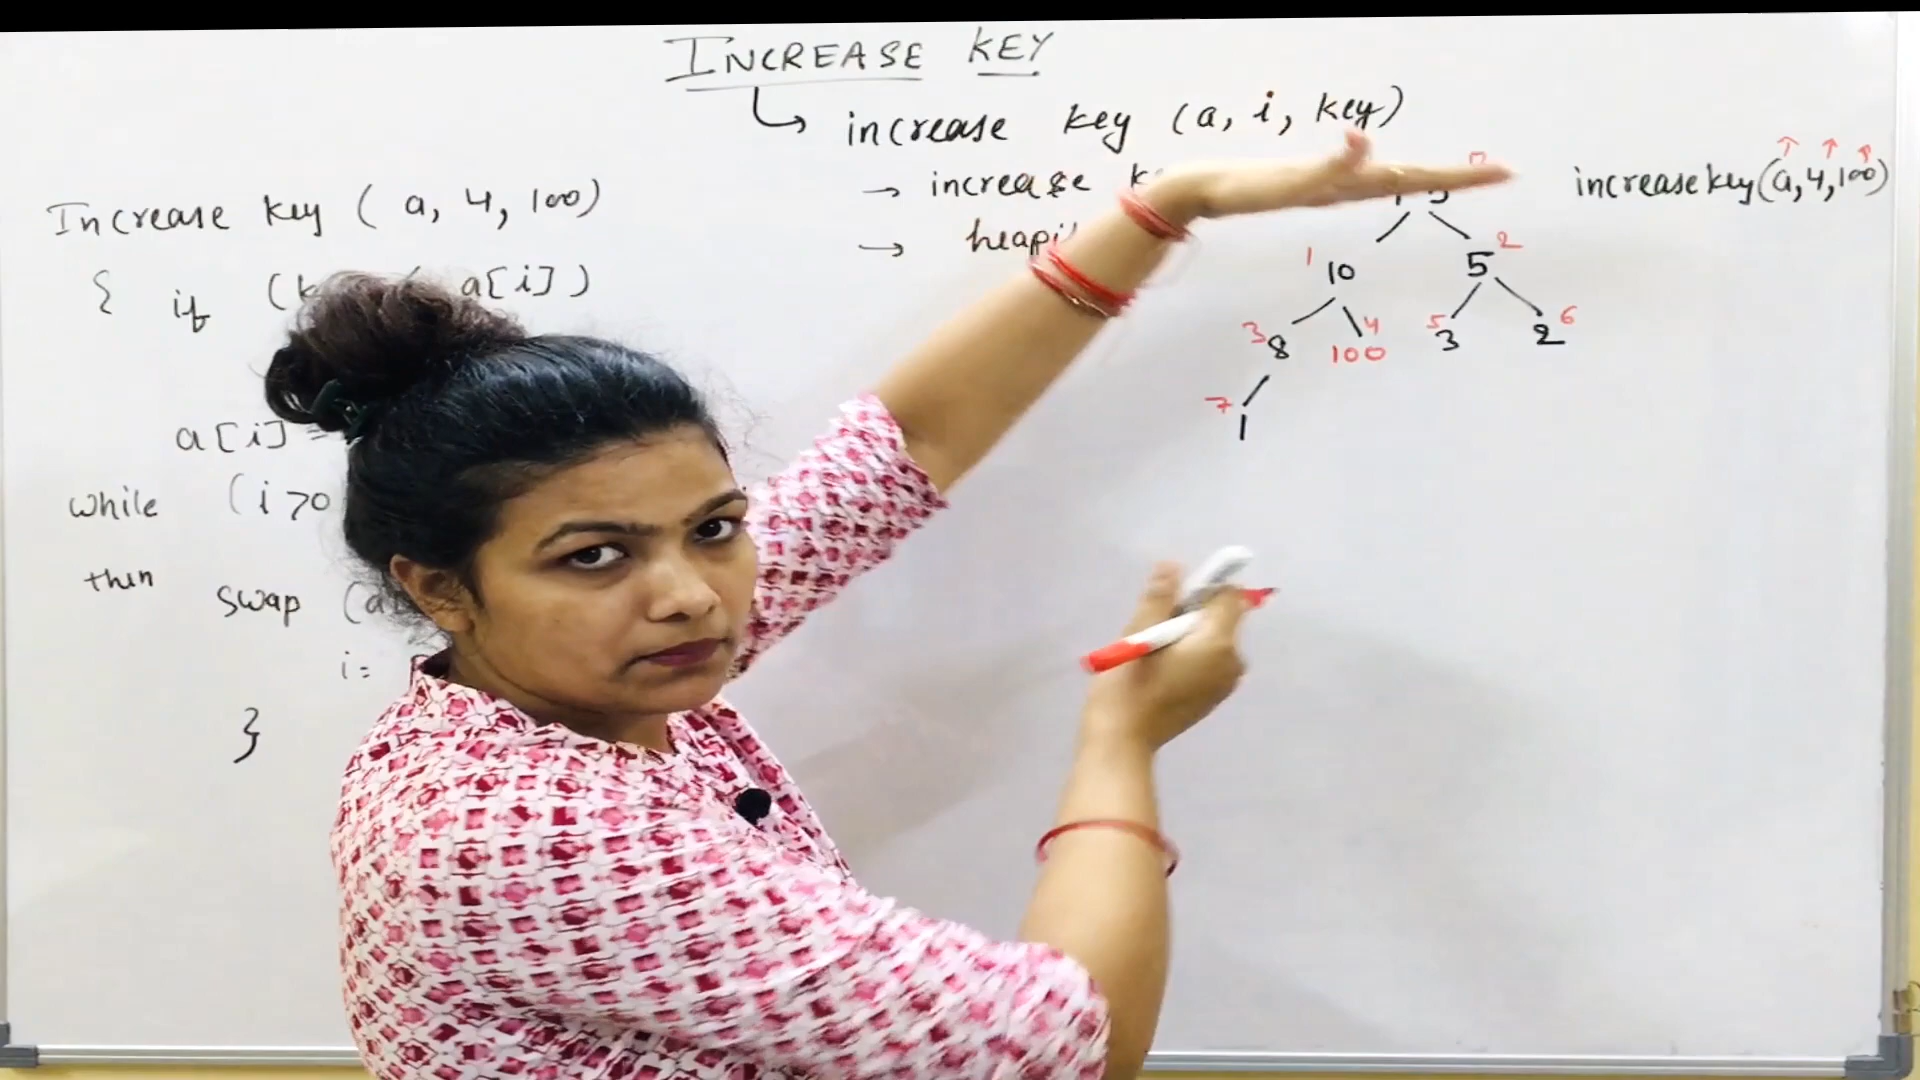 INCREASE KEY
increase key (a, i, key)
→ increase
→ heapi
Increase key ( a, 4, 100)
{ if ( a[i] )
a[i] =
while ( i >0
then
swap (a
i=
}
increasekey(a,4,100)
1 10 5 2
3 8 4 100 5 3 2 6
7 1